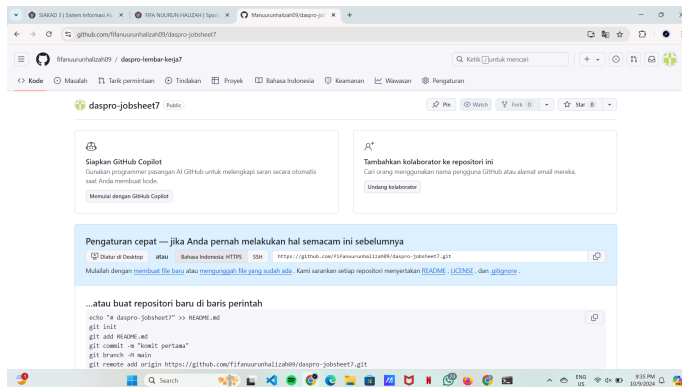 SIAKAD 3 | Sistem Informasi Ak
FIFA NUURUN HALIZAH | Spac
fifanuurunhalizah09/daspro-job
github.com/fifanuurunhalizah09/daspro-jobsheet7
fifanuurunhalizah09 / daspro-lembar-kerja7
Ketik / untuk mencari
Kode
Masalah
Tarik permintaan
Tindakan
Proyek
Bahasa Indonesia
Keamanan
Wawasan
Pengaturan
daspro-jobsheet7 Public
Pin
Watch
Fork 0
Star 0
Siapkan GitHub Copilot
Gunakan programmer pasangan AI GitHub untuk melengkapi saran secara otomatis
saat Anda membuat kode.
Memulai dengan GitHub Copilot
Tambahkan kolaborator ke repositori ini
Cari orang menggunakan nama pengguna GitHub atau alamat email mereka.
Undang kolaborator
Pengaturan cepat — jika Anda pernah melakukan hal semacam ini sebelumnya
Diatur di Desktop atau Bahasa Indonesia: HTTPS SSH https://github.com/FiFanuurunhalizah09/daspro-jobsheet7.git
Mulailah dengan membuat file baru atau mengunggah file yang sudah ada . Kami sarankan setiap repositori menyertakan README , LICENSE , dan .gitignore .
...atau buat repositori baru di baris perintah
echo "# daspro-jobsheet7" >> README.md
git init
git add README.md
git commit -m "komit pertama"
git branch -M main
git remote add origin https://github.com/fifanuurunhalizah09/daspro-jobsheet7.git
Search
ENG
US
9:35 PM
10/9/2024